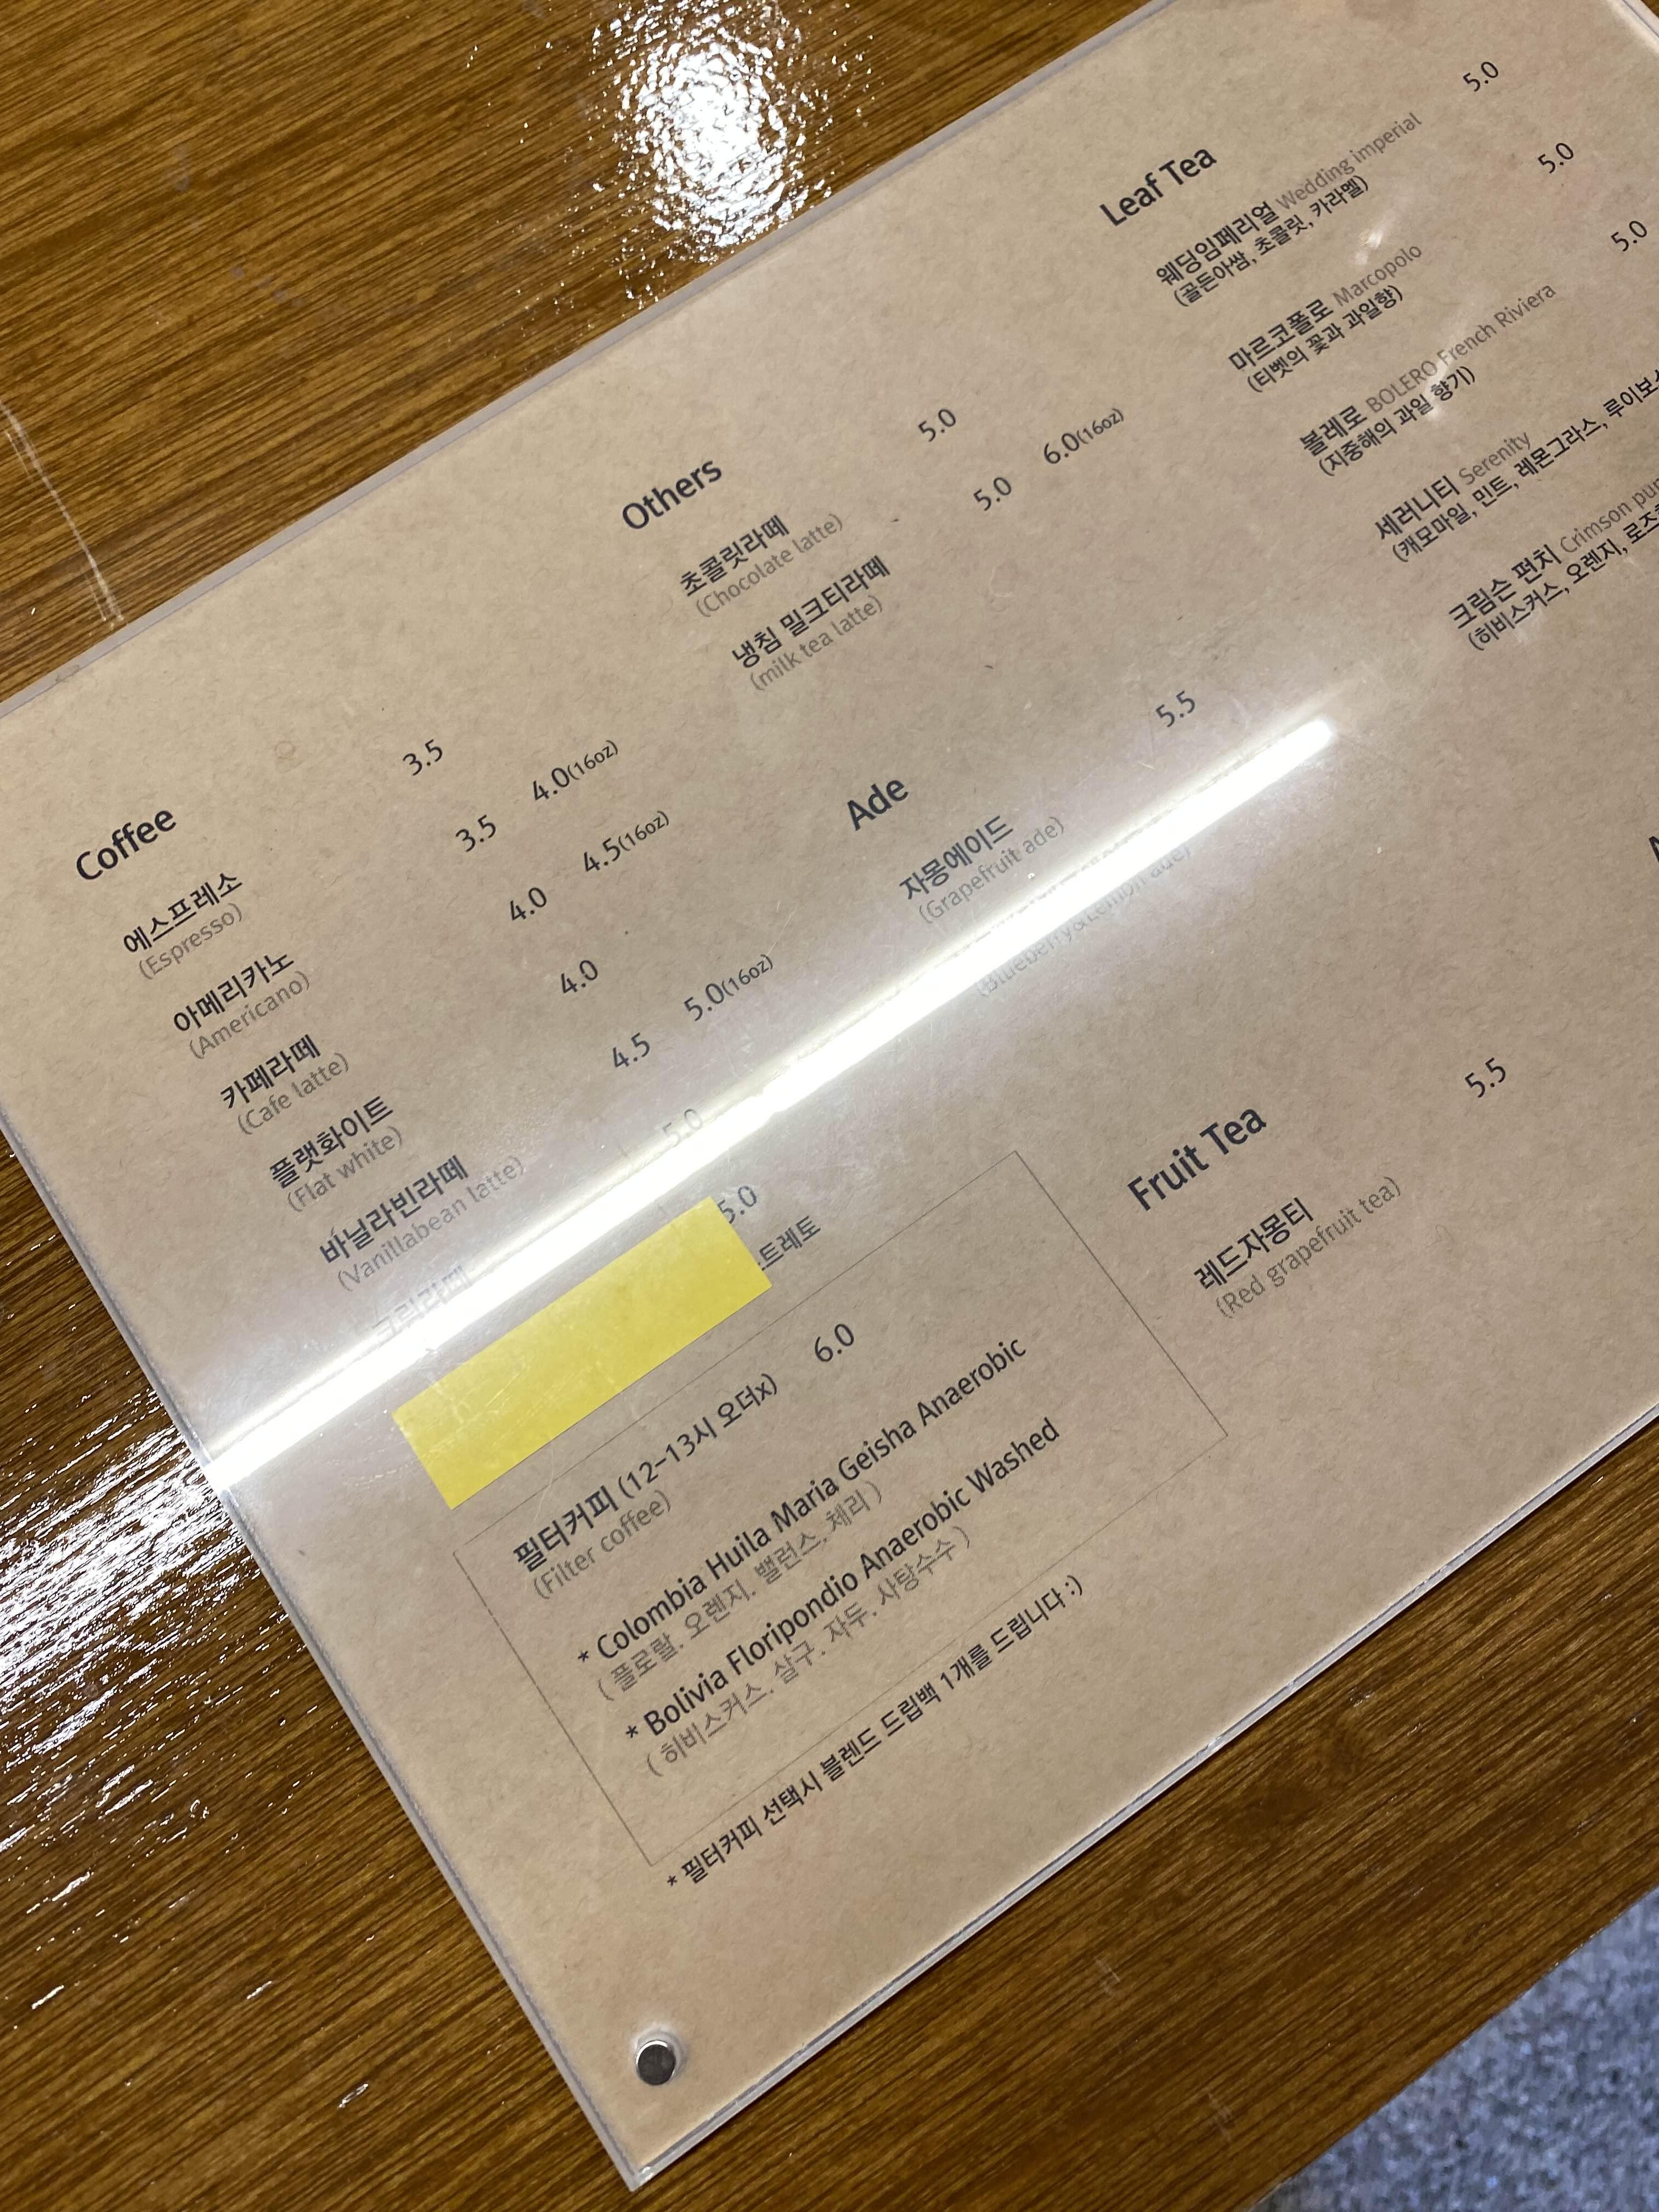 Coffee
에스프레소 3.5
(Espresso)
아메리카노 3.5 4.0(16oz)
(Americano)
카페라떼 4.0 4.5(16oz)
(Cafe latte)
플랫화이트 4.0
(Flat white)
바닐라빈라떼 4.5 5.0(16oz)
(Vanillabean latte)
크림라떼 5.0
5.0
트레토
필터커피 (12-13시 오더x) 6.0
(Filter coffee)
* Colombia Huila Maria Geisha Anaerobic
( 플로랄, 오렌지, 밸런스, 체리 )
* Bolivia Floripondio Anaerobic Washed
( 히비스커스, 살구, 자두, 사탕수수 )
* 필터커피 선택시 블렌드 드립백 1개를 드립니다 :)
Others
초콜릿라떼 5.0
(Chocolate latte)
냉침 밀크티라떼 5.0 6.0(16oz)
(milk tea latte)
Ade
자몽에이드 5.5
(Grapefruit ade)
(Blueberry&Lemon ade)
Fruit Tea
레드자몽티 5.5
(Red grapefruit tea)
Leaf Tea
웨딩임페리얼 Wedding imperial 5.0
(골든아쌈, 초콜릿, 카라멜)
마르코폴로 Marcopolo 5.0
(티벳의 꽃과 과일향)
볼레로 BOLERO French Riviera 5.0
(지중해의 과일 향기)
세러니티 Serenity
(캐모마일, 민트, 레몬그라스,
크림슨 펀치 Crimson
(히비스커스, 오렌지,